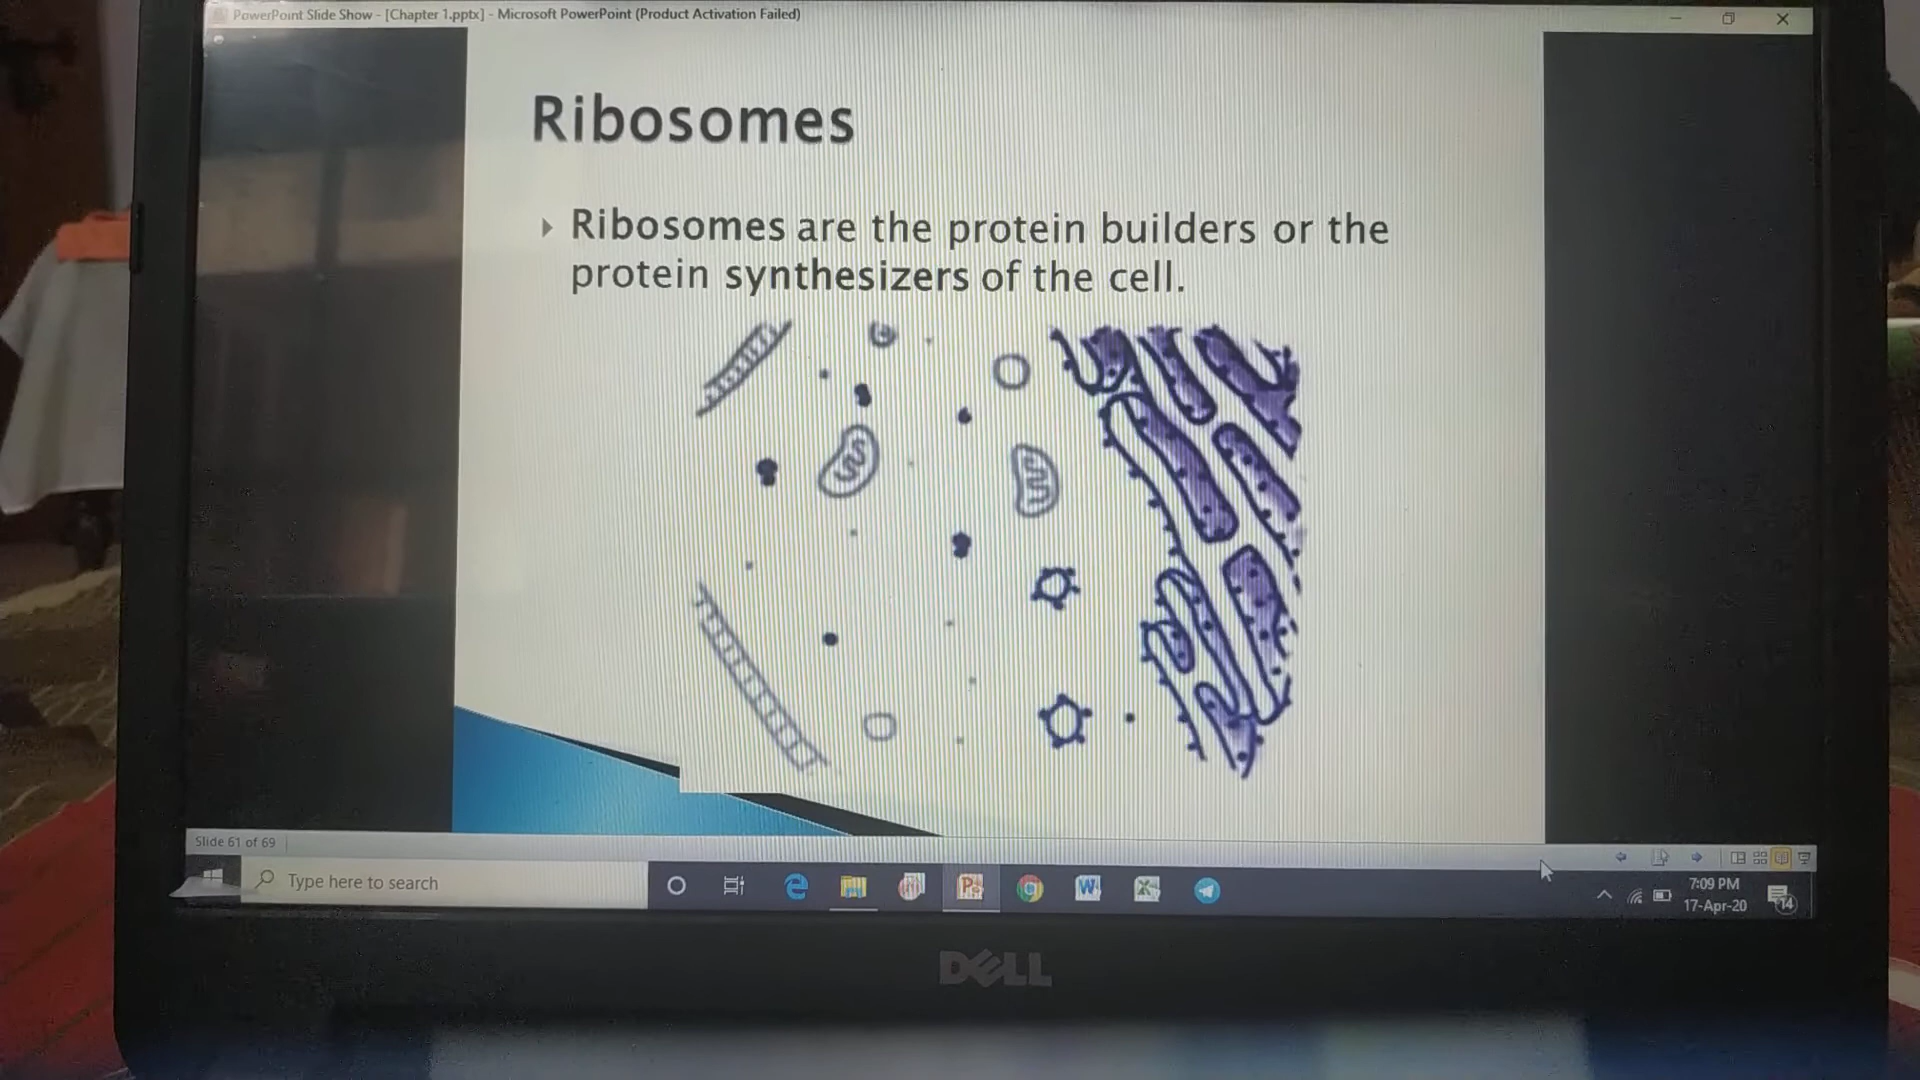 PowerPoint Slide Show - [Chapter 1.pptx] - Microsoft PowerPoint (Product Activation Failed)
Ribosomes
Ribosomes are the protein builders or the
protein synthesizers of the cell.
Slide 61 of 69
Type here to search
7:09 PM
17-Apr-20
14
DELL